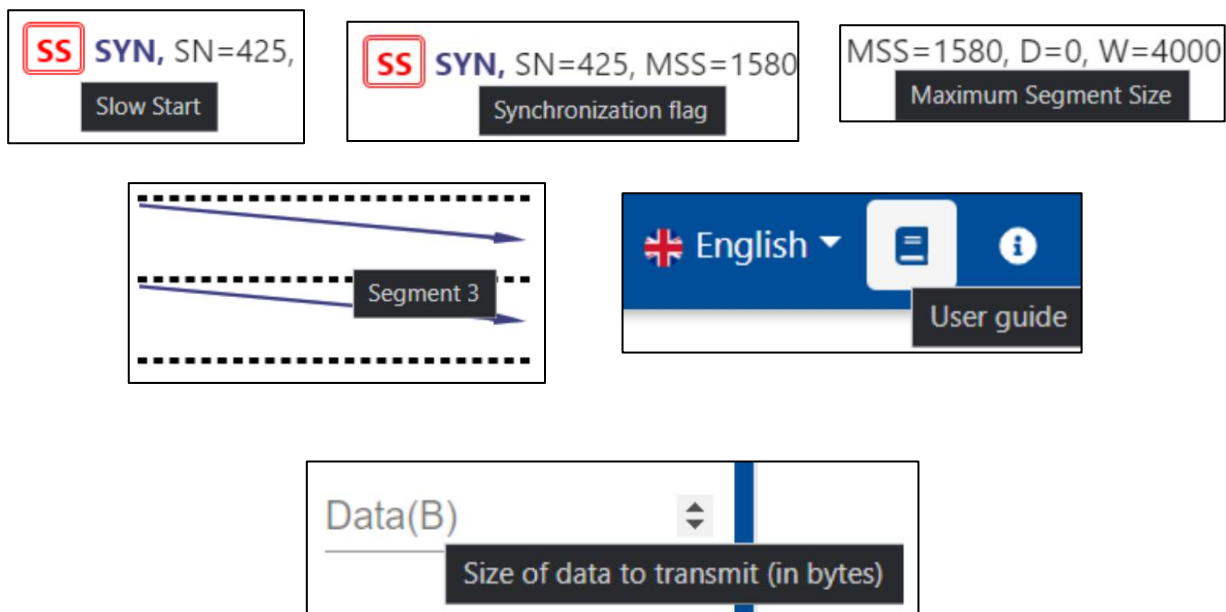 SS SYN, SN=425,
Slow Start
SS SYN, SN=425, MSS=1580
Synchronization flag
MSS=1580, D=0, W=4000
Maximum Segment Size
Segment 3
English
User guide
Data(B)
Size of data to transmit (in bytes)